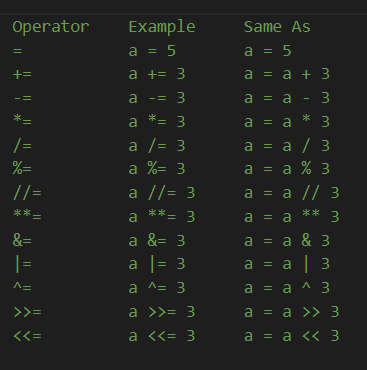 Operator Example Same As
= a = 5 a = 5
+= a += 3 a = a + 3
-= a -= 3 a = a - 3
*= a *= 3 a = a * 3
/= a /= 3 a = a / 3
%= a %= 3 a = a % 3
//= a //= 3 a = a // 3
**= a **= 3 a = a ** 3
&= a &= 3 a = a & 3
|= a |= 3 a = a | 3
^= a ^= 3 a = a ^ 3
>>= a >>= 3 a = a >> 3
<<= a <<= 3 a = a << 3